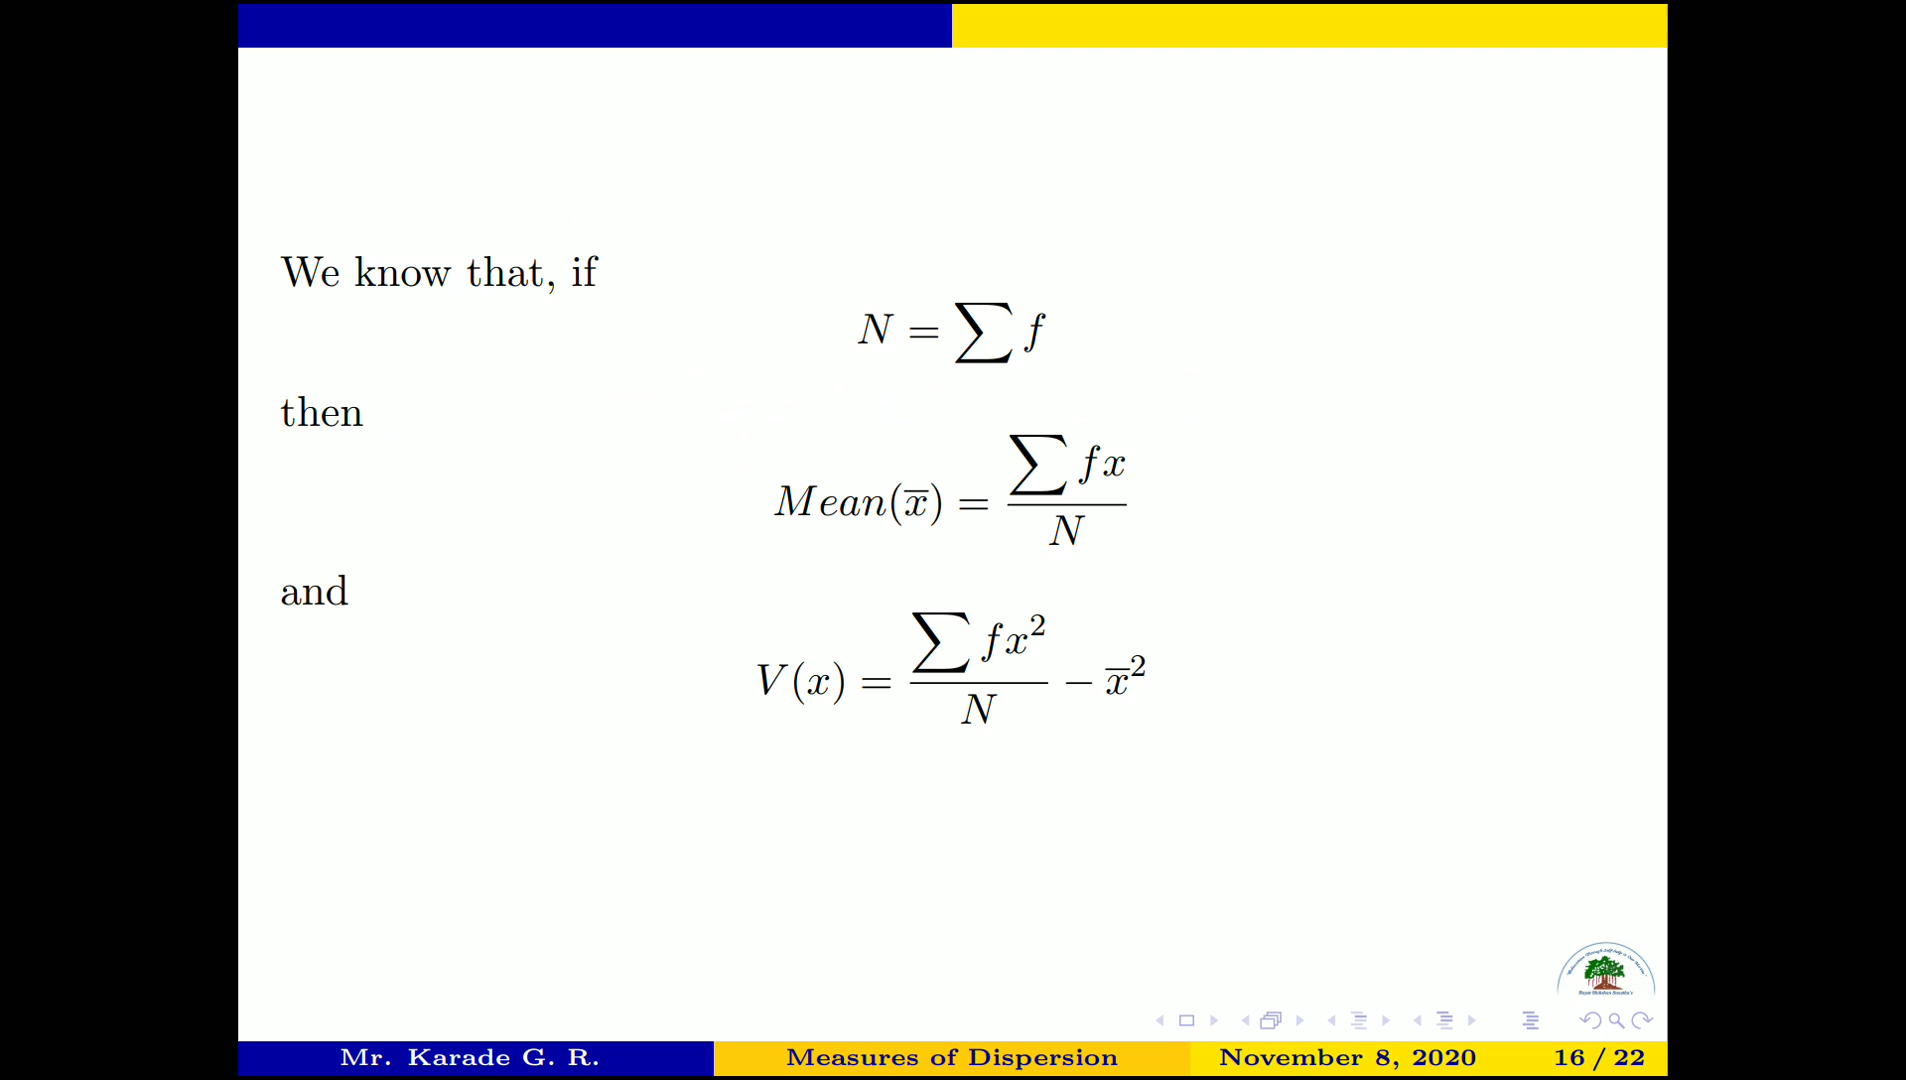 We know that, if
N = ∑ f
then
Mean(x̅) = ∑ fx / N
and
V(x) = ∑ fx² / N − x̅²
Mr. Karade G. R.
Measures of Dispersion
November 8, 2020
16 / 22